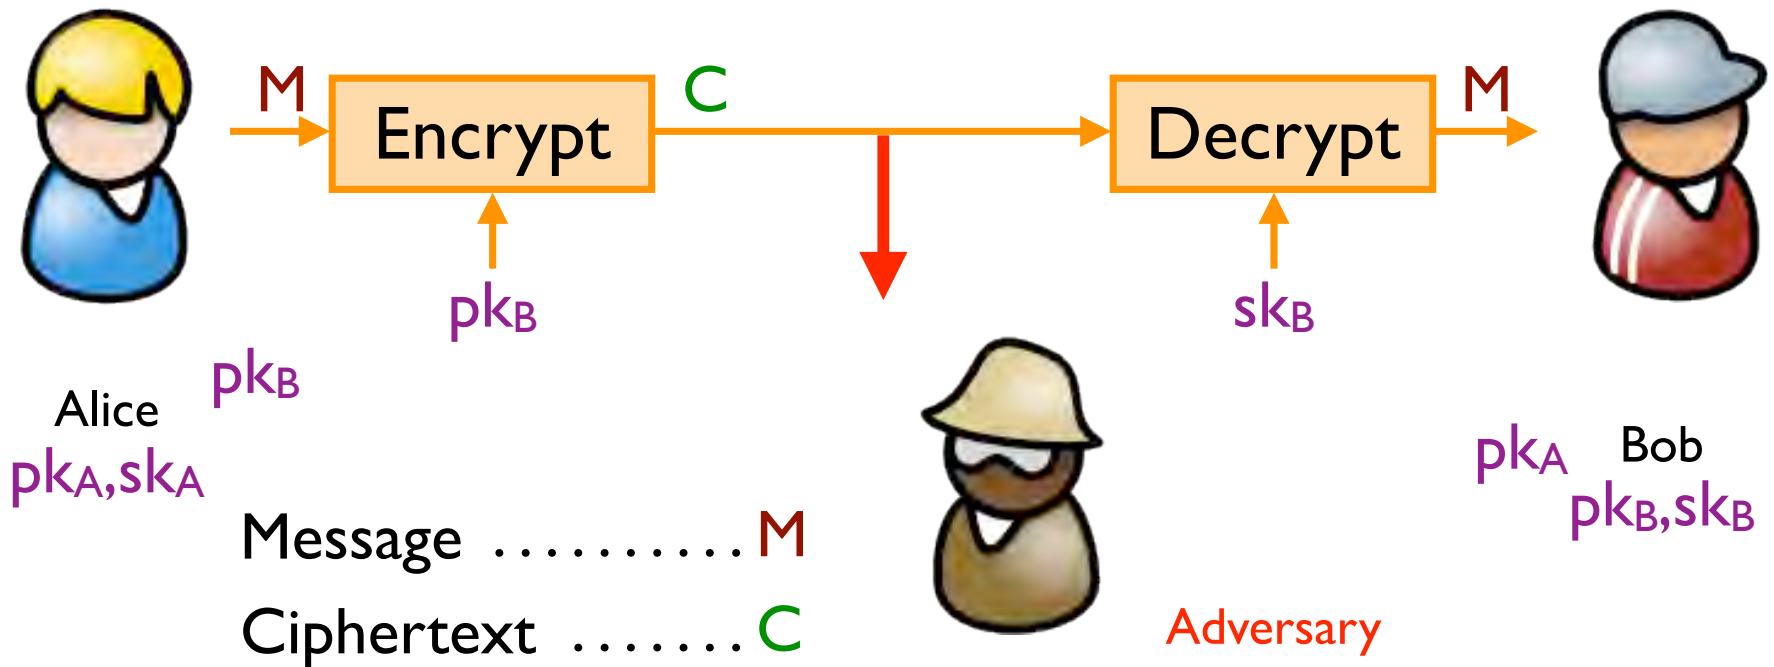 M
Encrypt
C
Decrypt
M
pkB
skB
pkB
Alice
pkA,skA
pkA
Bob
pkB,skB
Message .......... M
Ciphertext ....... C
Adversary